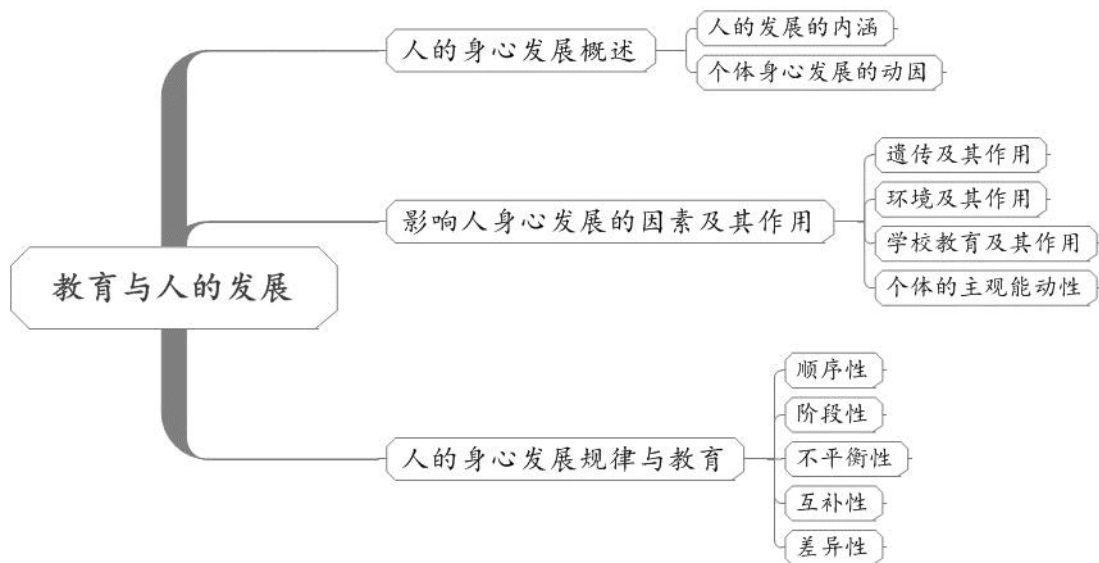 教育与人的发展
人的身心发展概述
人的发展的内涵
个体身心发展的动因
影响人身心发展的因素及其作用
遗传及其作用
环境及其作用
学校教育及其作用
个体的主观能动性
人的身心发展规律与教育
顺序性
阶段性
不平衡性
互补性
差异性